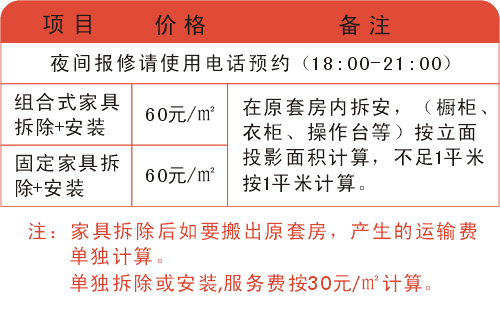 项目 价格 备注
夜间报修请使用电话预约（18:00-21:00）
组合式家具
拆除+安装
60元/㎡
固定家具拆
除+安装
60元/㎡
在原套房内拆安，（橱柜、
衣柜、操作台等）按立面
投影面积计算，不足1平米
按1平米计算。
注：家具拆除后如要搬出原套房，产生的运输费
单独计算。
单独拆除或安装,服务费按30元/㎡计算。